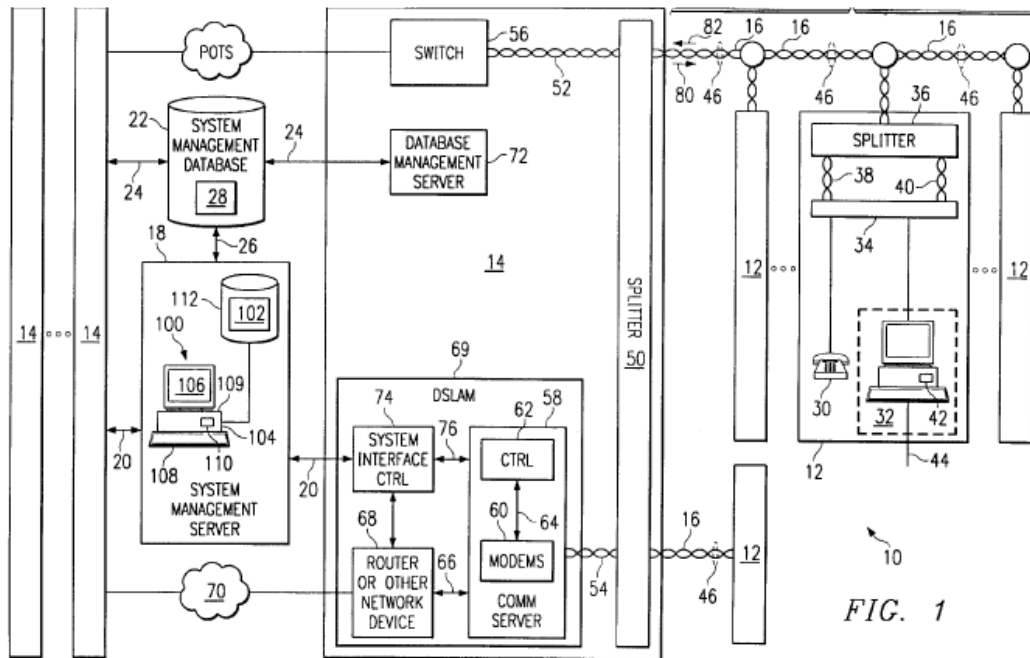 POTS
SWITCH
56
52
82
16
16
16
80
46
46
46
22
SYSTEM
MANAGEMENT
DATABASE
28
24
24
DATABASE
MANAGEMENT
SERVER
72
36
SPLITTER
38
40
34
18
26
14
112
102
100
106
109
104
110
108
20
SYSTEM
MANAGEMENT
SERVER
14
14
SPLITTER
50
12
12
30
32
42
12
44
69
DSLAM
74
SYSTEM
INTERFACE
CTRL
76
62
58
CTRL
20
60
64
MODEMS
68
ROUTER
OR OTHER
NETWORK
DEVICE
66
COMM
SERVER
54
16
46
12
70
10
FIG. 1